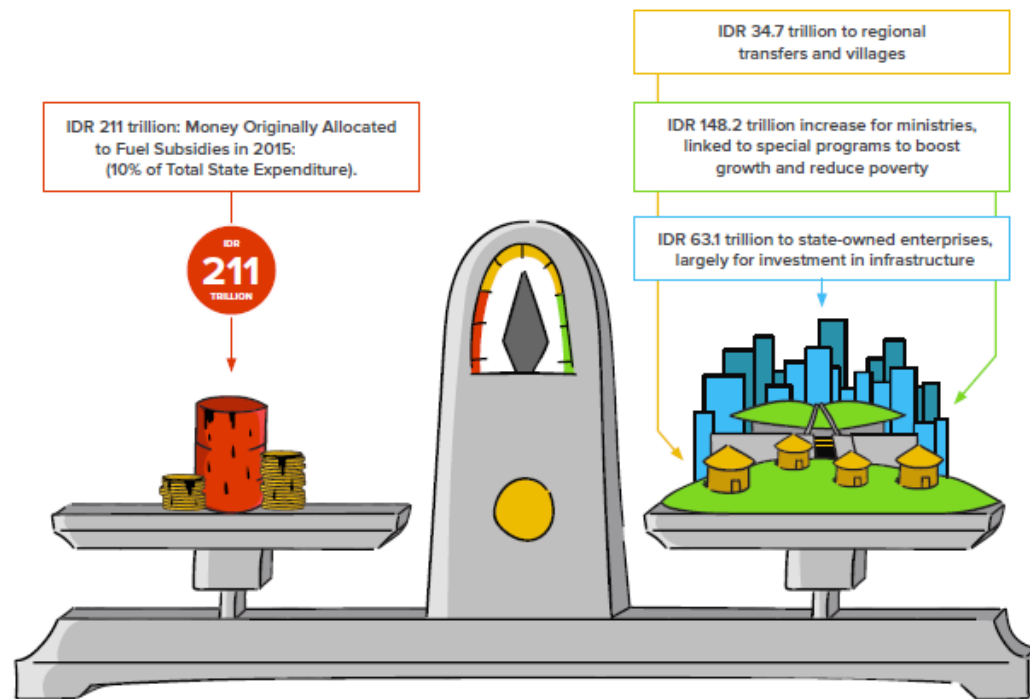 IDR 211 trillion: Money Originally Allocated
to Fuel Subsidies in 2015:
(10% of Total State Expenditure).
IDR
211
TRILLION
IDR 34.7 trillion to regional
transfers and villages
IDR 148.2 trillion increase for ministries,
linked to special programs to boost
growth and reduce poverty
IDR 63.1 trillion to state-owned enterprises,
largely for investment in infrastructure